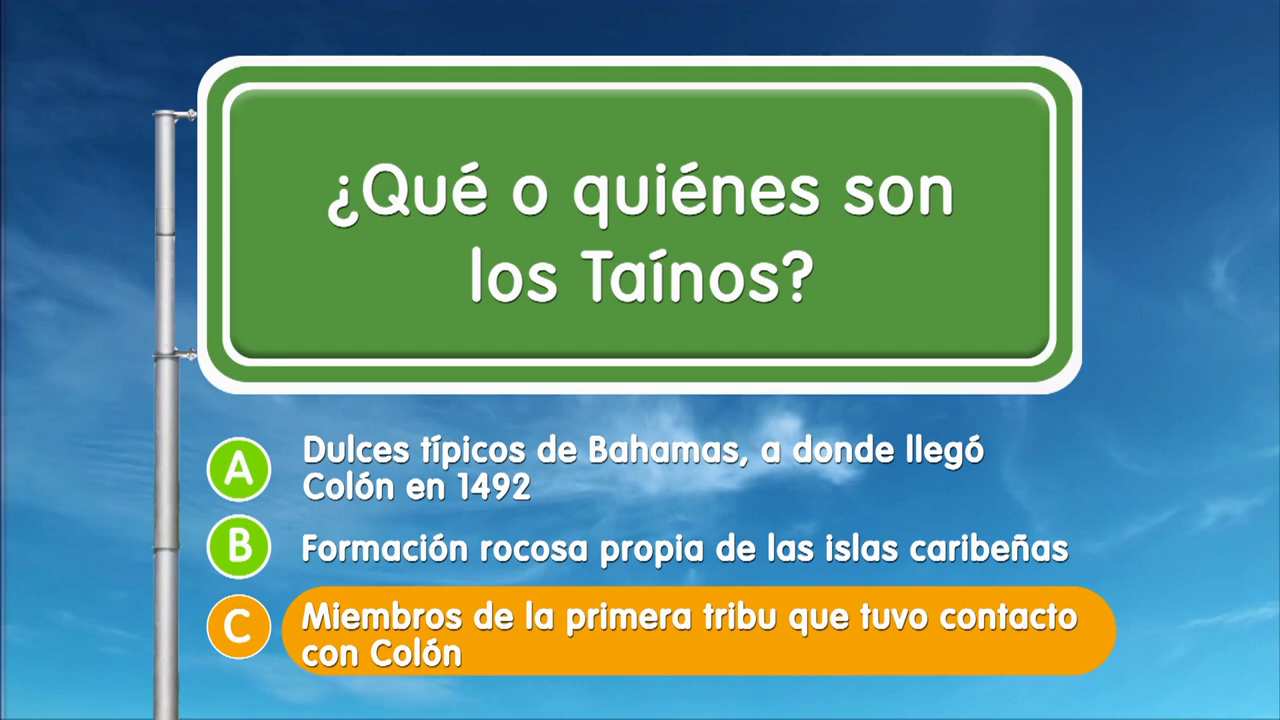 ¿Qué o quiénes son
los Taínos?
A
Dulces típicos de Bahamas, a donde llegó
Colón en 1492
B
Formación rocosa propia de las islas caribeñas
C
Miembros de la primera tribu que tuvo contacto
con Colón